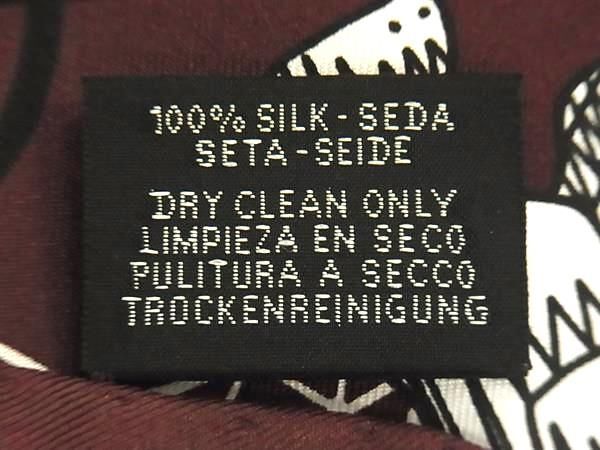 100% SILK - SEDA
SETA - SEIDE
DRY CLEAN ONLY
LIMPIEZA EN SECO
PULITURA A SECCO
TROCKENREINIGUNG